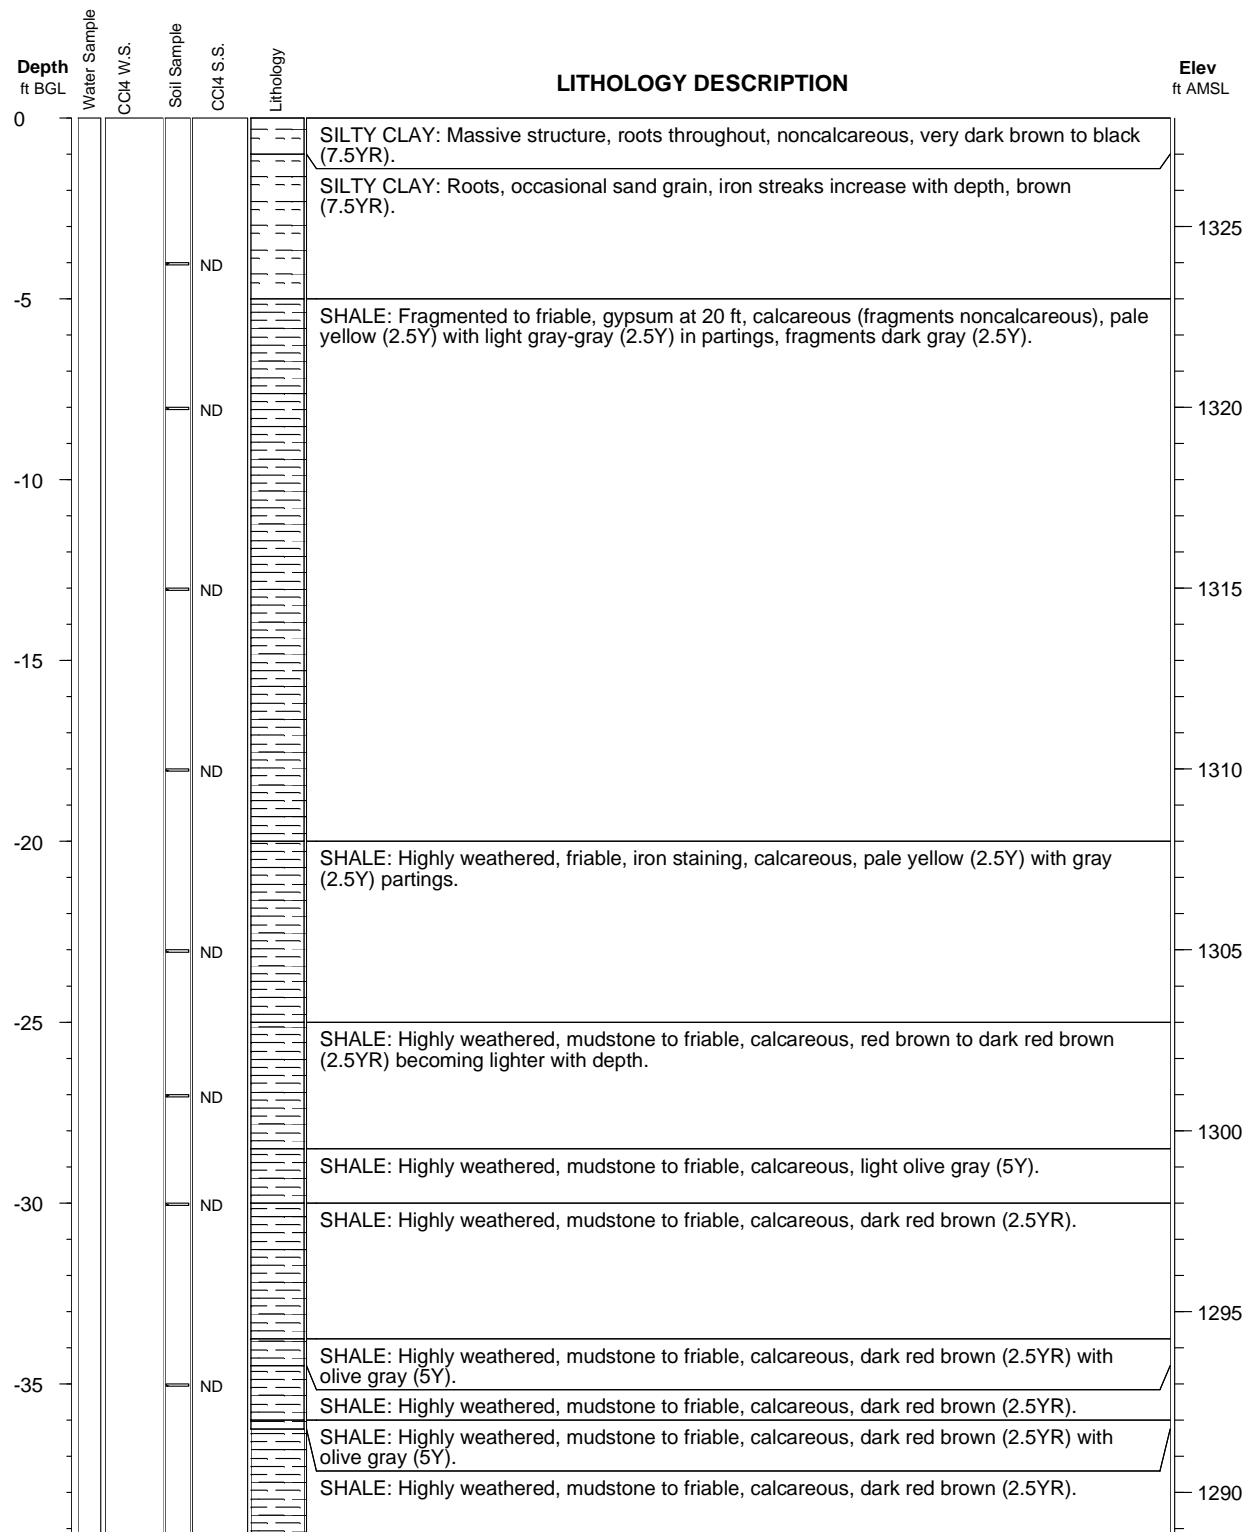 Depth
ft BGL
Water Sample
CCl4 W.S.
Soil Sample
CCl4 S.S.
Lithology
LITHOLOGY DESCRIPTION
Elev
ft AMSL
0
SILTY CLAY: Massive structure, roots throughout, noncalcareous, very dark brown to black
(7.5YR).
SILTY CLAY: Roots, occasional sand grain, iron streaks increase with depth, brown
(7.5YR).
1325
ND
-5
SHALE: Fragmented to friable, gypsum at 20 ft, calcareous (fragments noncalcareous), pale
yellow (2.5Y) with light gray-gray (2.5Y) in partings, fragments dark gray (2.5Y).
ND
1320
-10
ND
1315
-15
ND
1310
-20
SHALE: Highly weathered, friable, iron staining, calcareous, pale yellow (2.5Y) with gray
(2.5Y) partings.
ND
1305
-25
SHALE: Highly weathered, mudstone to friable, calcareous, red brown to dark red brown
(2.5YR) becoming lighter with depth.
ND
1300
SHALE: Highly weathered, mudstone to friable, calcareous, light olive gray (5Y).
-30
ND
SHALE: Highly weathered, mudstone to friable, calcareous, dark red brown (2.5YR).
1295
SHALE: Highly weathered, mudstone to friable, calcareous, dark red brown (2.5YR) with
olive gray (5Y).
-35
ND
SHALE: Highly weathered, mudstone to friable, calcareous, dark red brown (2.5YR).
SHALE: Highly weathered, mudstone to friable, calcareous, dark red brown (2.5YR) with
olive gray (5Y).
SHALE: Highly weathered, mudstone to friable, calcareous, dark red brown (2.5YR).
1290